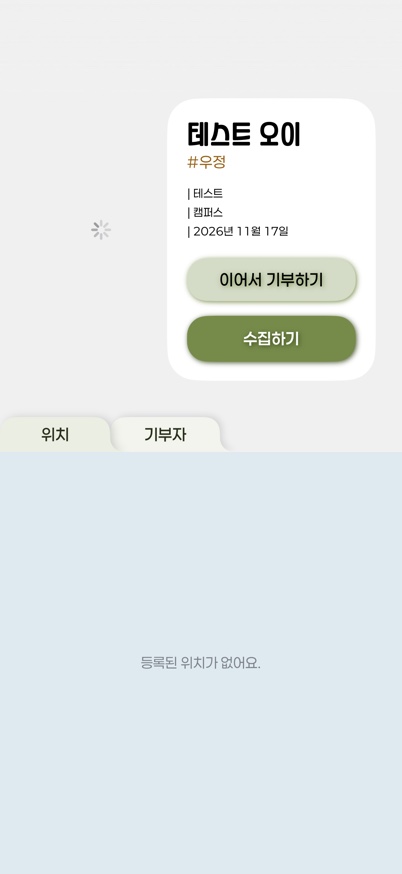 테스트 오이
#우정
| 테스트
| 캠퍼스
| 2026년 11월 17일
이어서 기부하기
수집하기
위치
기부자
등록된 위치가 없어요.